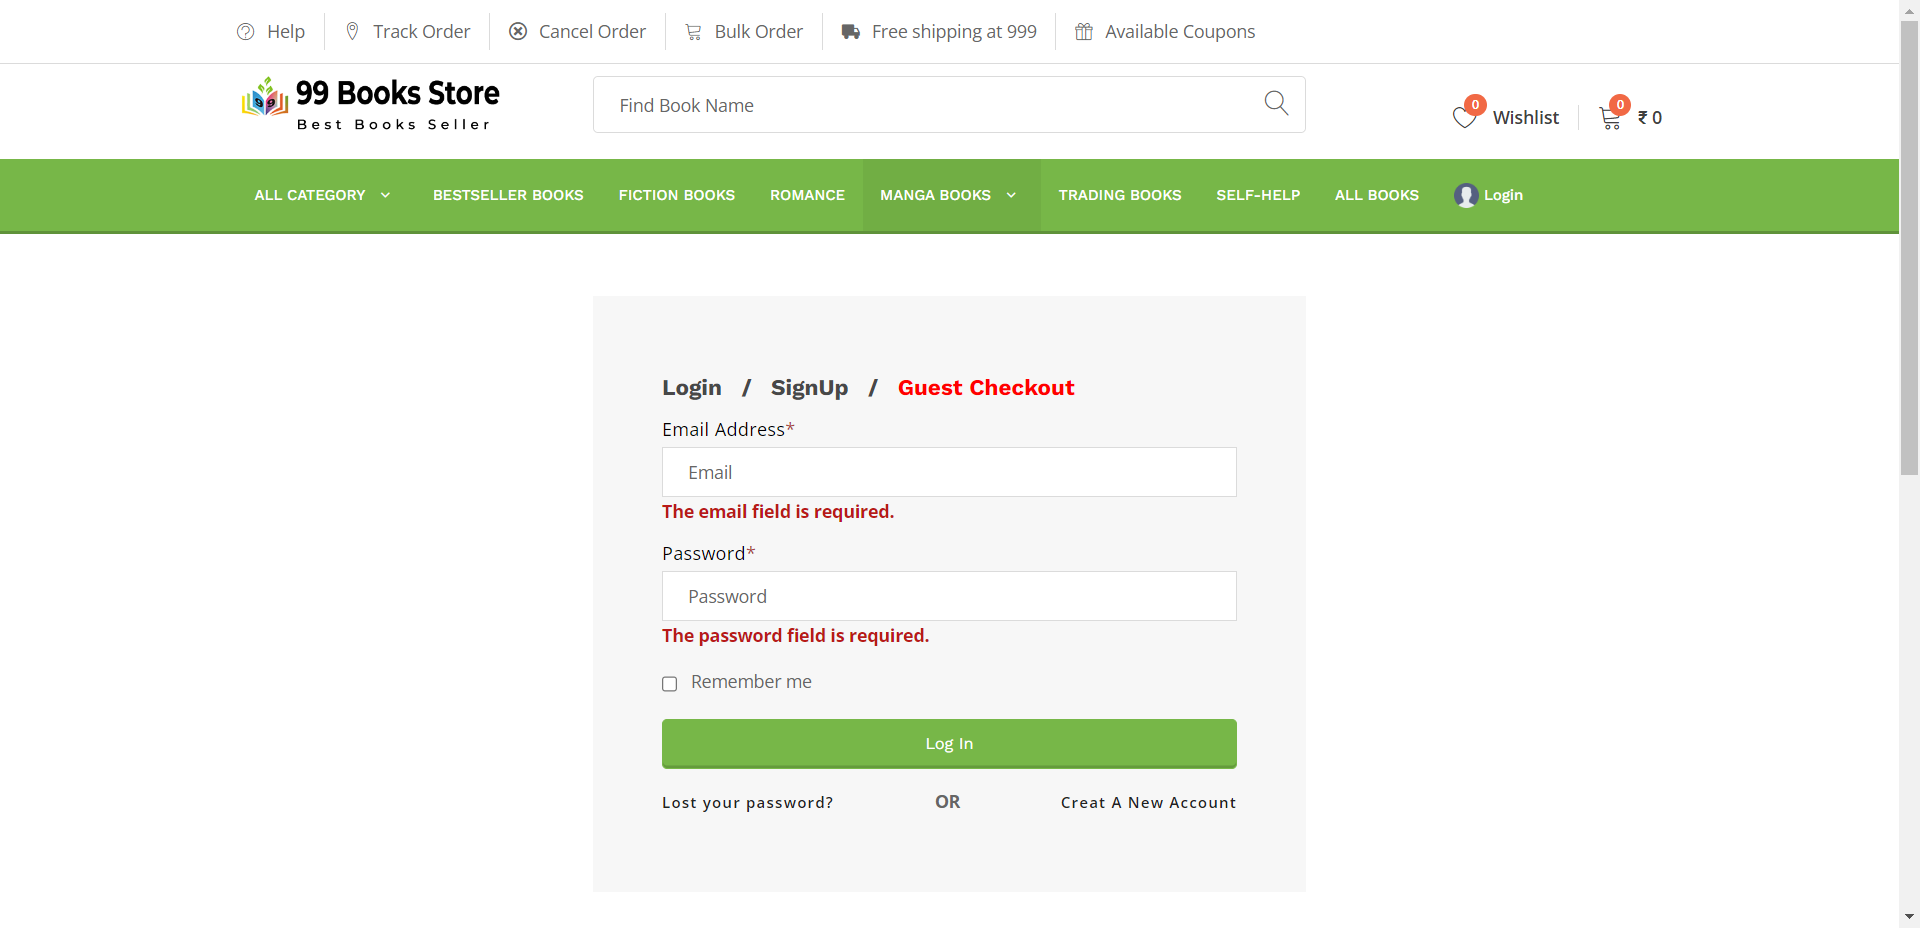 Help Track Order Cancel Order Bulk Order Free shipping at 999 Available Coupons
99 Books Store
Best Books Seller
Find Book Name
0 Wishlist 0 ₹ 0
ALL CATEGORY BESTSELLER BOOKS FICTION BOOKS ROMANCE MANGA BOOKS TRADING BOOKS SELF-HELP ALL BOOKS Login
Login / SignUp / Guest Checkout
Email Address*
Email
The email field is required.
Password*
Password
The password field is required.
Remember me
Log In
Lost your password? OR Creat A New Account